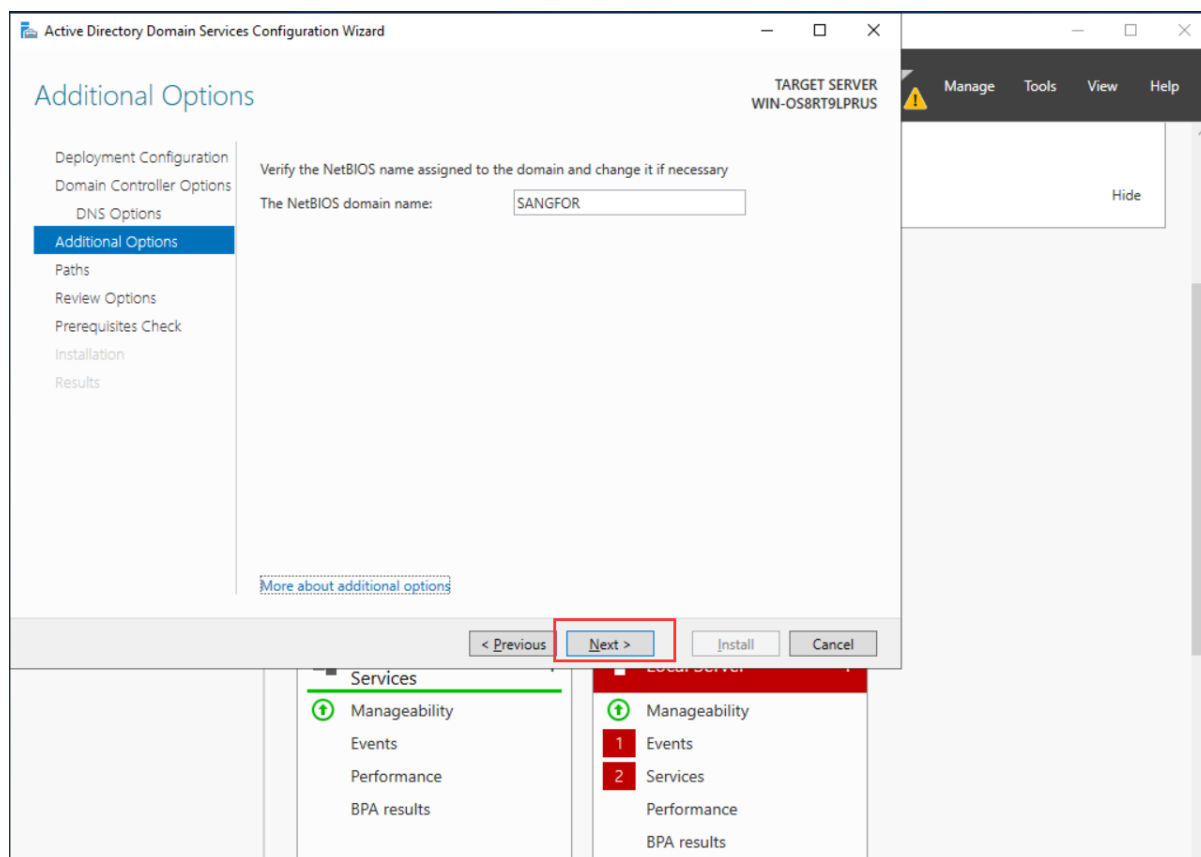 Active Directory Domain Services Configuration Wizard
Additional Options
TARGET SERVER
WIN-OS8RT9LPRUS
Manage Tools View Help
Hide
Deployment Configuration
Domain Controller Options
DNS Options
Additional Options
Paths
Review Options
Prerequisites Check
Installation
Results
Verify the NetBIOS name assigned to the domain and change it if necessary
The NetBIOS domain name: SANGFOR
More about additional options
< Previous Next > Install Cancel
Services
Manageability
Events
Performance
BPA results
Local Server
Manageability
1 Events
2 Services
Performance
BPA results